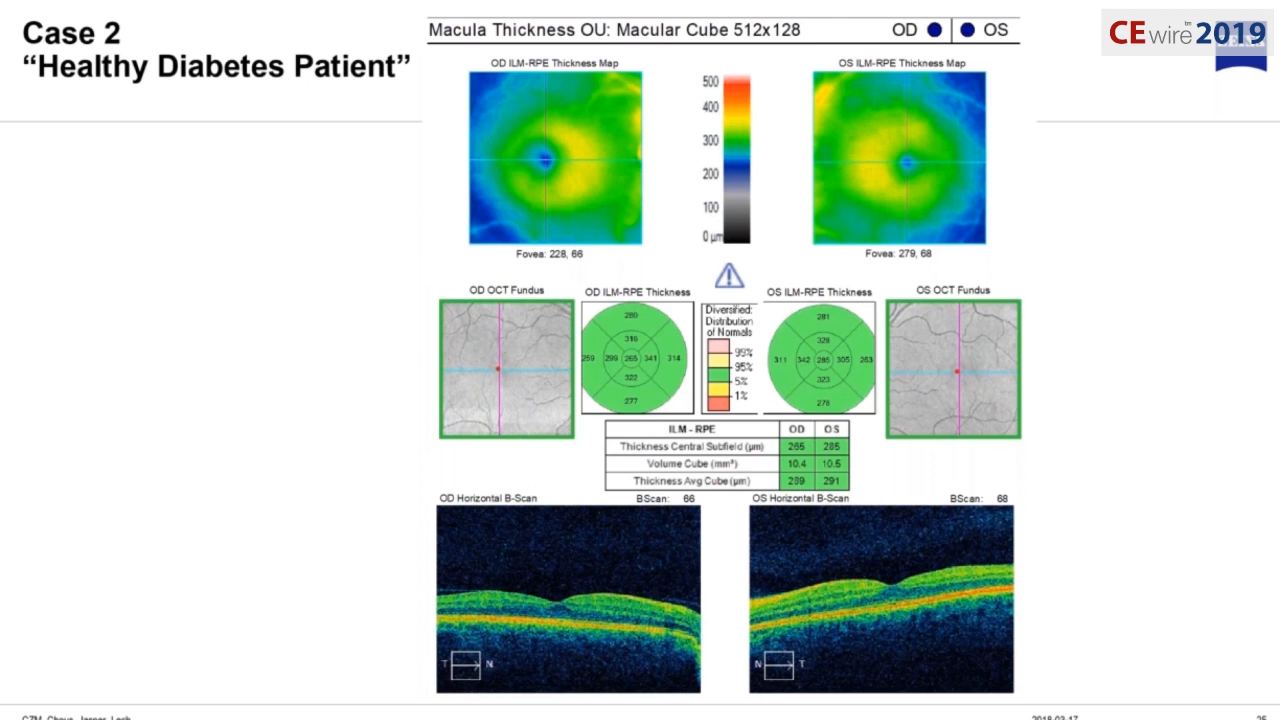 Case 2
“Healthy Diabetes Patient”
Macula Thickness OU: Macular Cube 512x128
OD
OS
CE wire™ 2019
OD ILM-RPE Thickness Map
OS ILM-RPE Thickness Map
500
400
300
200
100
0 µm
Fovea: 228, 66
Fovea: 279, 68
OD OCT Fundus
OD ILM-RPE Thickness
OS ILM-RPE Thickness
OS OCT Fundus
280
316
259 299 265 341 314
322
277
Diversified:
Distribution
of Normals
99%
95%
5%
1%
281
328
311 342 285 305 263
323
278
ILM - RPE OD OS
Thickness Central Subfield (µm) 265 285
Volume Cube (mm³) 10.4 10.5
Thickness Avg Cube (µm) 289 291
OD Horizontal B-Scan
BScan: 66
OS Horizontal B-Scan
BScan: 68
T N
N T